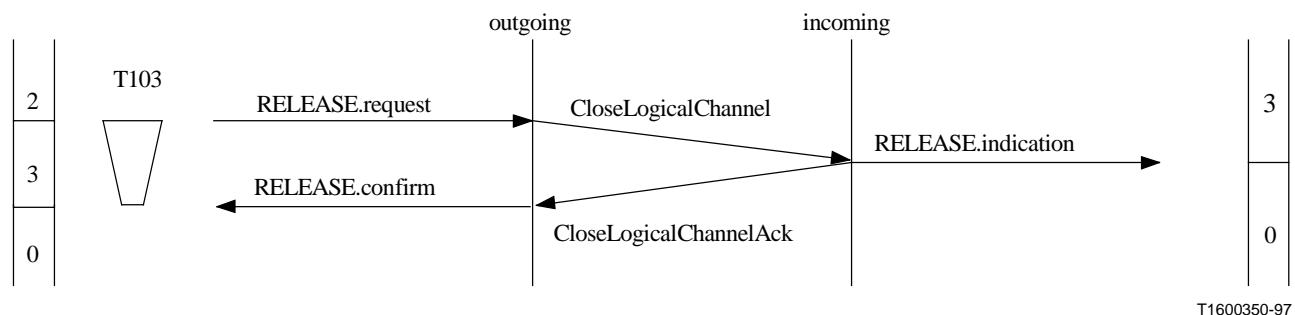 outgoing
incoming
T103
2
RELEASE.request
CloseLogicalChannel
3
RELEASE.indication
3
RELEASE.confirm
CloseLogicalChannelAck
0
0
T1600350-97